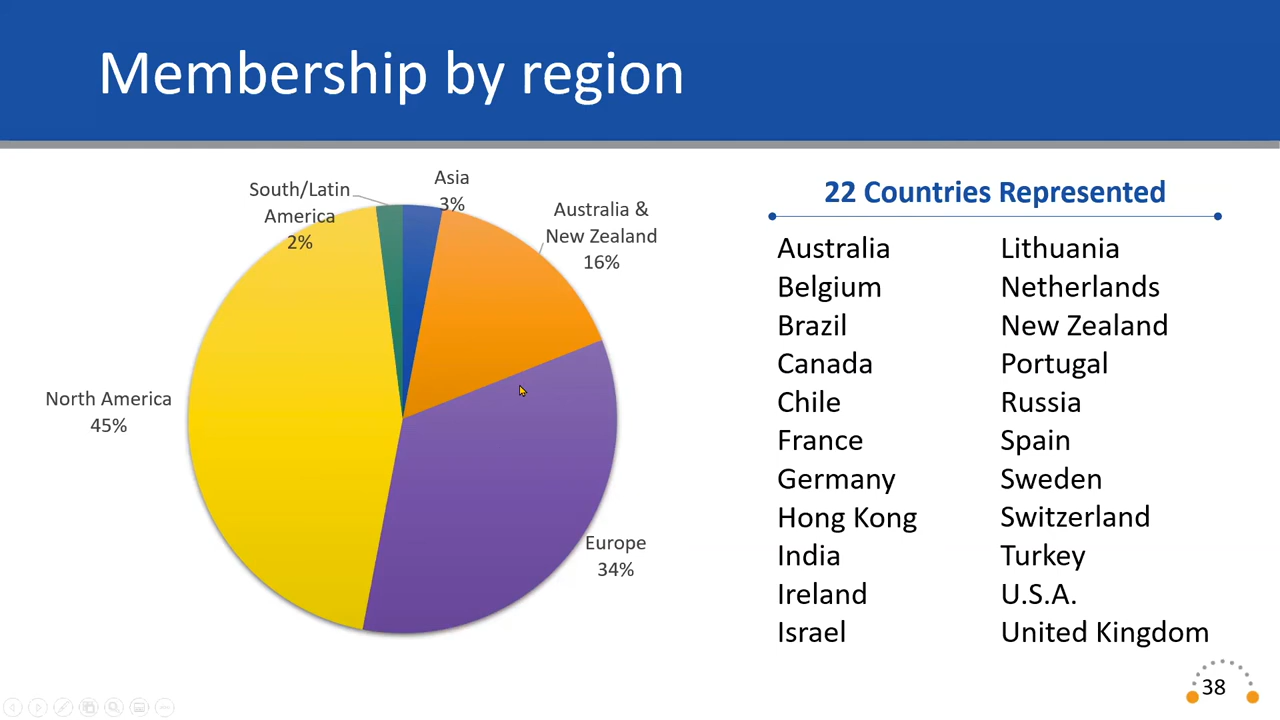 Membership by region
South/Latin
America
2%
Asia
3%
Australia &
New Zealand
16%
North America
45%
Europe
34%
22 Countries Represented
Australia
Belgium
Brazil
Canada
Chile
France
Germany
Hong Kong
India
Ireland
Israel
Lithuania
Netherlands
New Zealand
Portugal
Russia
Spain
Sweden
Switzerland
Turkey
U.S.A.
United Kingdom
38